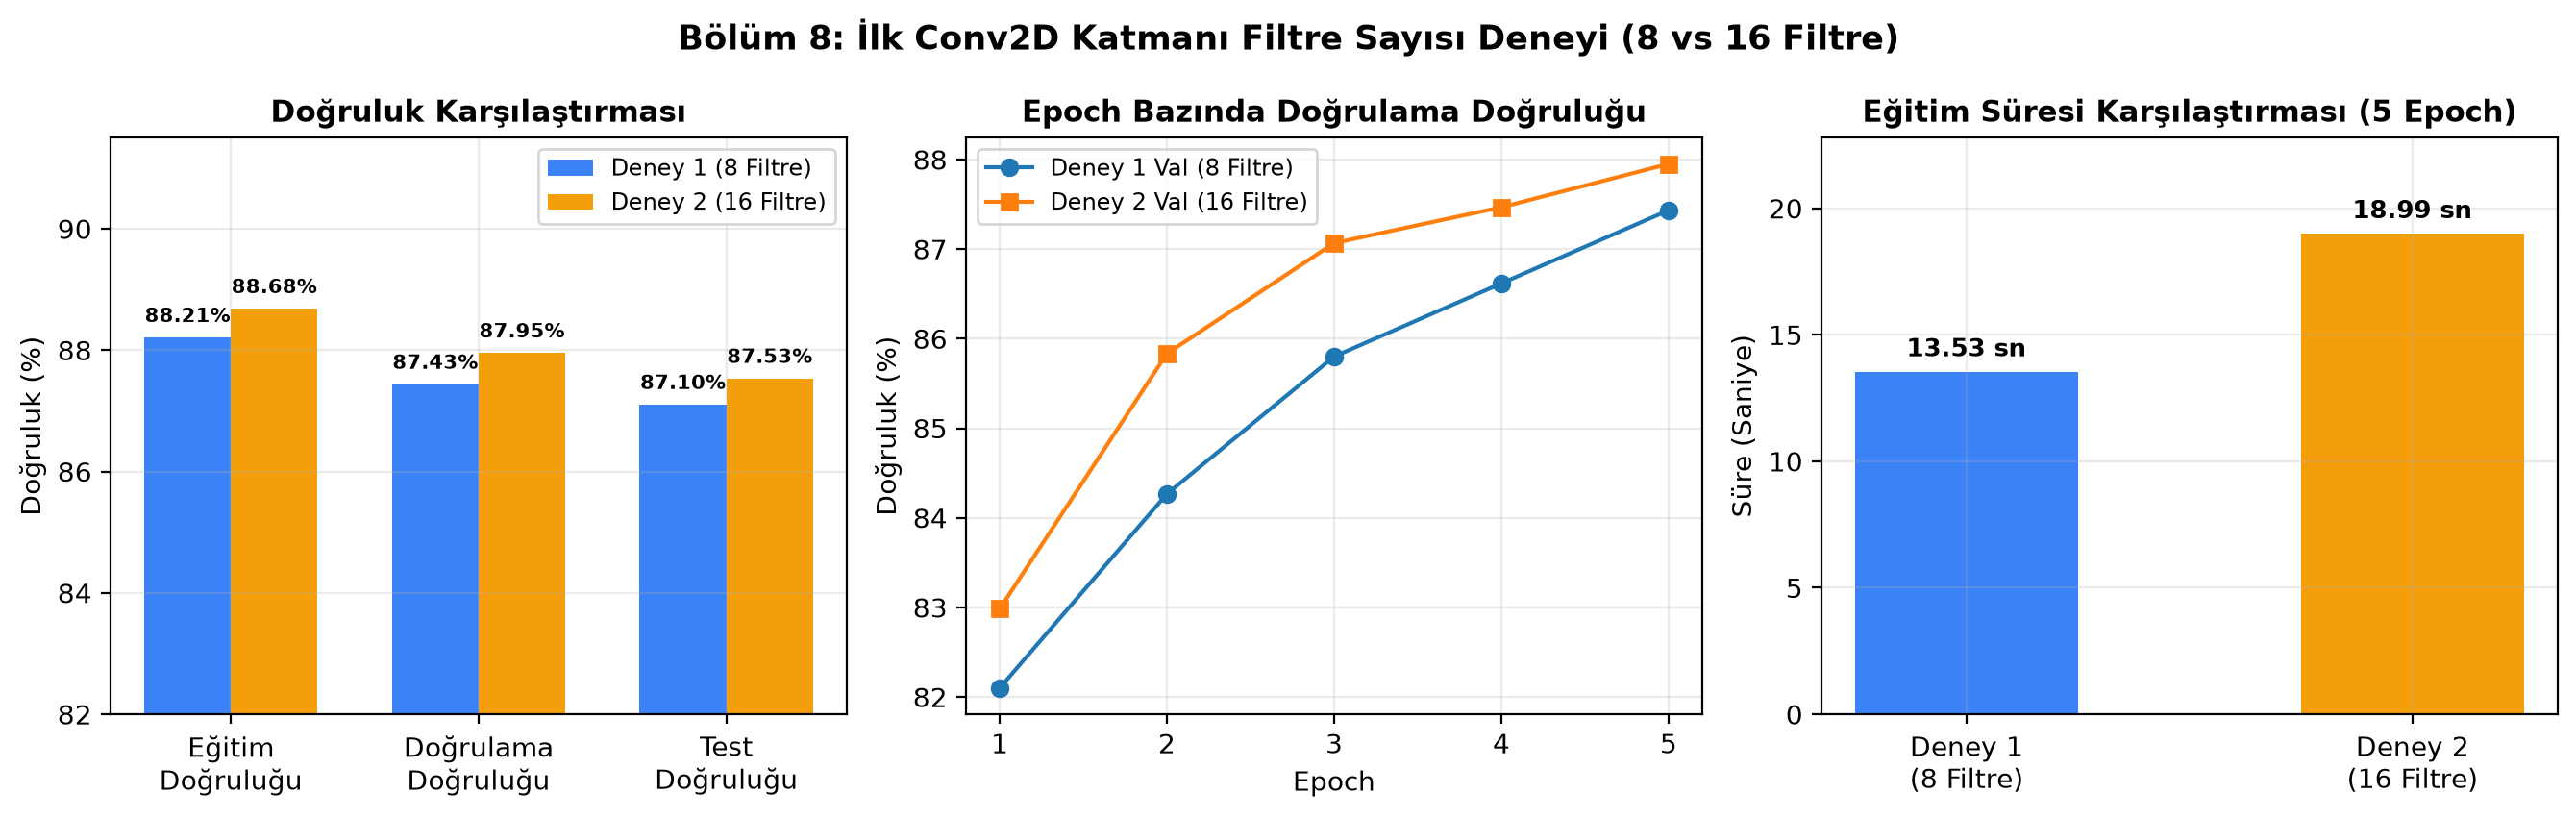 Bölüm 8: İlk Conv2D Katmanı Filtre Sayısı Deneyi (8 vs 16 Filtre)
Doğruluk Karşılaştırması
Doğruluk (%)
90
88
86
84
82
Deney 1 (8 Filtre)
Deney 2 (16 Filtre)
88.21%
88.68%
87.43%
87.95%
87.10%
87.53%
Eğitim
Doğruluğu
Doğrulama
Doğruluğu
Test
Doğruluğu
Epoch Bazında Doğrulama Doğruluğu
Doğruluk (%)
88
87
86
85
84
83
82
Deney 1 Val (8 Filtre)
Deney 2 Val (16 Filtre)
1
2
3
4
5
Epoch
Eğitim Süresi Karşılaştırması (5 Epoch)
Süre (Saniye)
20
15
10
5
0
13.53 sn
18.99 sn
Deney 1
(8 Filtre)
Deney 2
(16 Filtre)